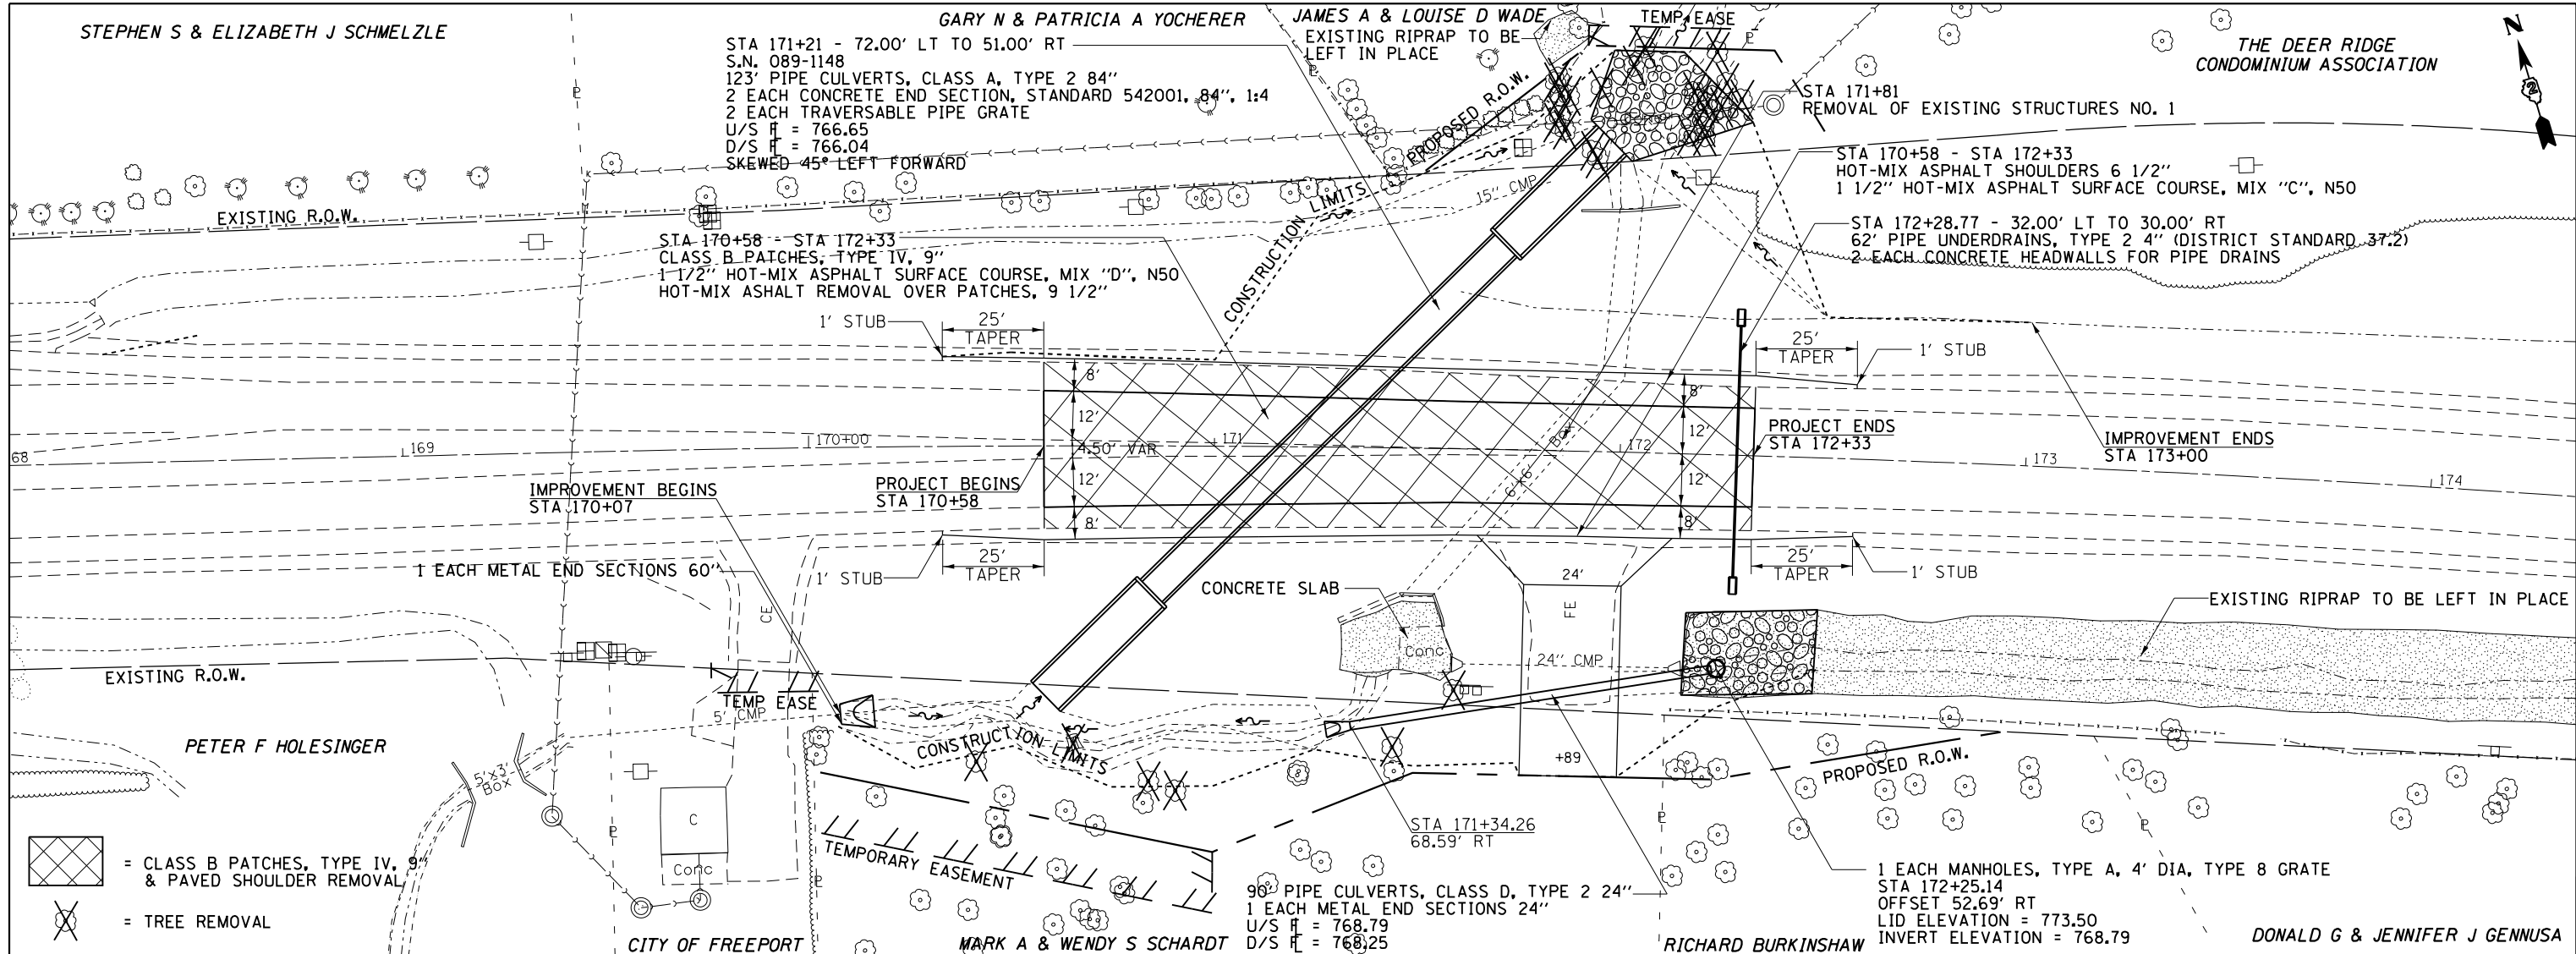 STEPHEN S & ELIZABETH J SCHMELZLE
GARY N & PATRICIA A YOCHERER
JAMES A & LOUISE D WADE
EXISTING RIPRAP TO BE
LEFT IN PLACE
TEMP EASE
N
2
THE DEER RIDGE
CONDOMINIUM ASSOCIATION
STA 171+21 - 72.00' LT TO 51.00' RT
S.N. 089-1148
123' PIPE CULVERTS, CLASS A, TYPE 2 84"
2 EACH CONCRETE END SECTION, STANDARD 542001, 84", 1:4
2 EACH TRAVERSABLE PIPE GRATE
U/S FL = 766.65
D/S FL = 766.04
SKEWED 45° LEFT FORWARD
STA 171+81
REMOVAL OF EXISTING STRUCTURES NO. 1
PROPOSED R.O.W.
STA 170+58 - STA 172+33
HOT-MIX ASPHALT SHOULDERS 6 1/2"
1 1/2" HOT-MIX ASPHALT SURFACE COURSE, MIX "C", N50
STA 172+28.77 - 32.00' LT TO 30.00' RT
62' PIPE UNDERDRAINS, TYPE 2 4" (DISTRICT STANDARD 37.2)
2 EACH CONCRETE HEADWALLS FOR PIPE DRAINS
EXISTING R.O.W.
15" CMP
CONSTRUCTION LIMITS
STA 170+58 - STA 172+33
CLASS B PATCHES, TYPE IV, 9"
1 1/2" HOT-MIX ASPHALT SURFACE COURSE, MIX "D", N50
HOT-MIX ASHALT REMOVAL OVER PATCHES, 9 1/2"
1' STUB
25'
TAPER
25'
TAPER
1' STUB
8'
12'
4.50' VAR
12'
8'
8'
12'
12'
8'
68
169
170+00
171
172
173
174
6'x6' Box
PROJECT ENDS
STA 172+33
IMPROVEMENT ENDS
STA 173+00
IMPROVEMENT BEGINS
STA 170+07
PROJECT BEGINS
STA 170+58
1 EACH METAL END SECTIONS 60"
1' STUB
25'
TAPER
25'
TAPER
1' STUB
CONCRETE SLAB
24'
FE
CE
EXISTING RIPRAP TO BE LEFT IN PLACE
Conc
24" CMP
EXISTING R.O.W.
TEMP EASE
5' CMP
CONSTRUCTION LIMITS
PETER F HOLESINGER
5'x3'
Box
+89
PROPOSED R.O.W.
C
Conc
TEMPORARY EASEMENT
STA 171+34.26
68.59' RT
= CLASS B PATCHES, TYPE IV, 9"
& PAVED SHOULDER REMOVAL
= TREE REMOVAL
90' PIPE CULVERTS, CLASS D, TYPE 2 24"
1 EACH METAL END SECTIONS 24"
U/S FL = 768.79
D/S FL = 768.25
1 EACH MANHOLES, TYPE A, 4' DIA, TYPE 8 GRATE
STA 172+25.14
OFFSET 52.69' RT
LID ELEVATION = 773.50
INVERT ELEVATION = 768.79
CITY OF FREEPORT
MARK A & WENDY S SCHARDT
RICHARD BURKINSHAW
DONALD G & JENNIFER J GENNUSA